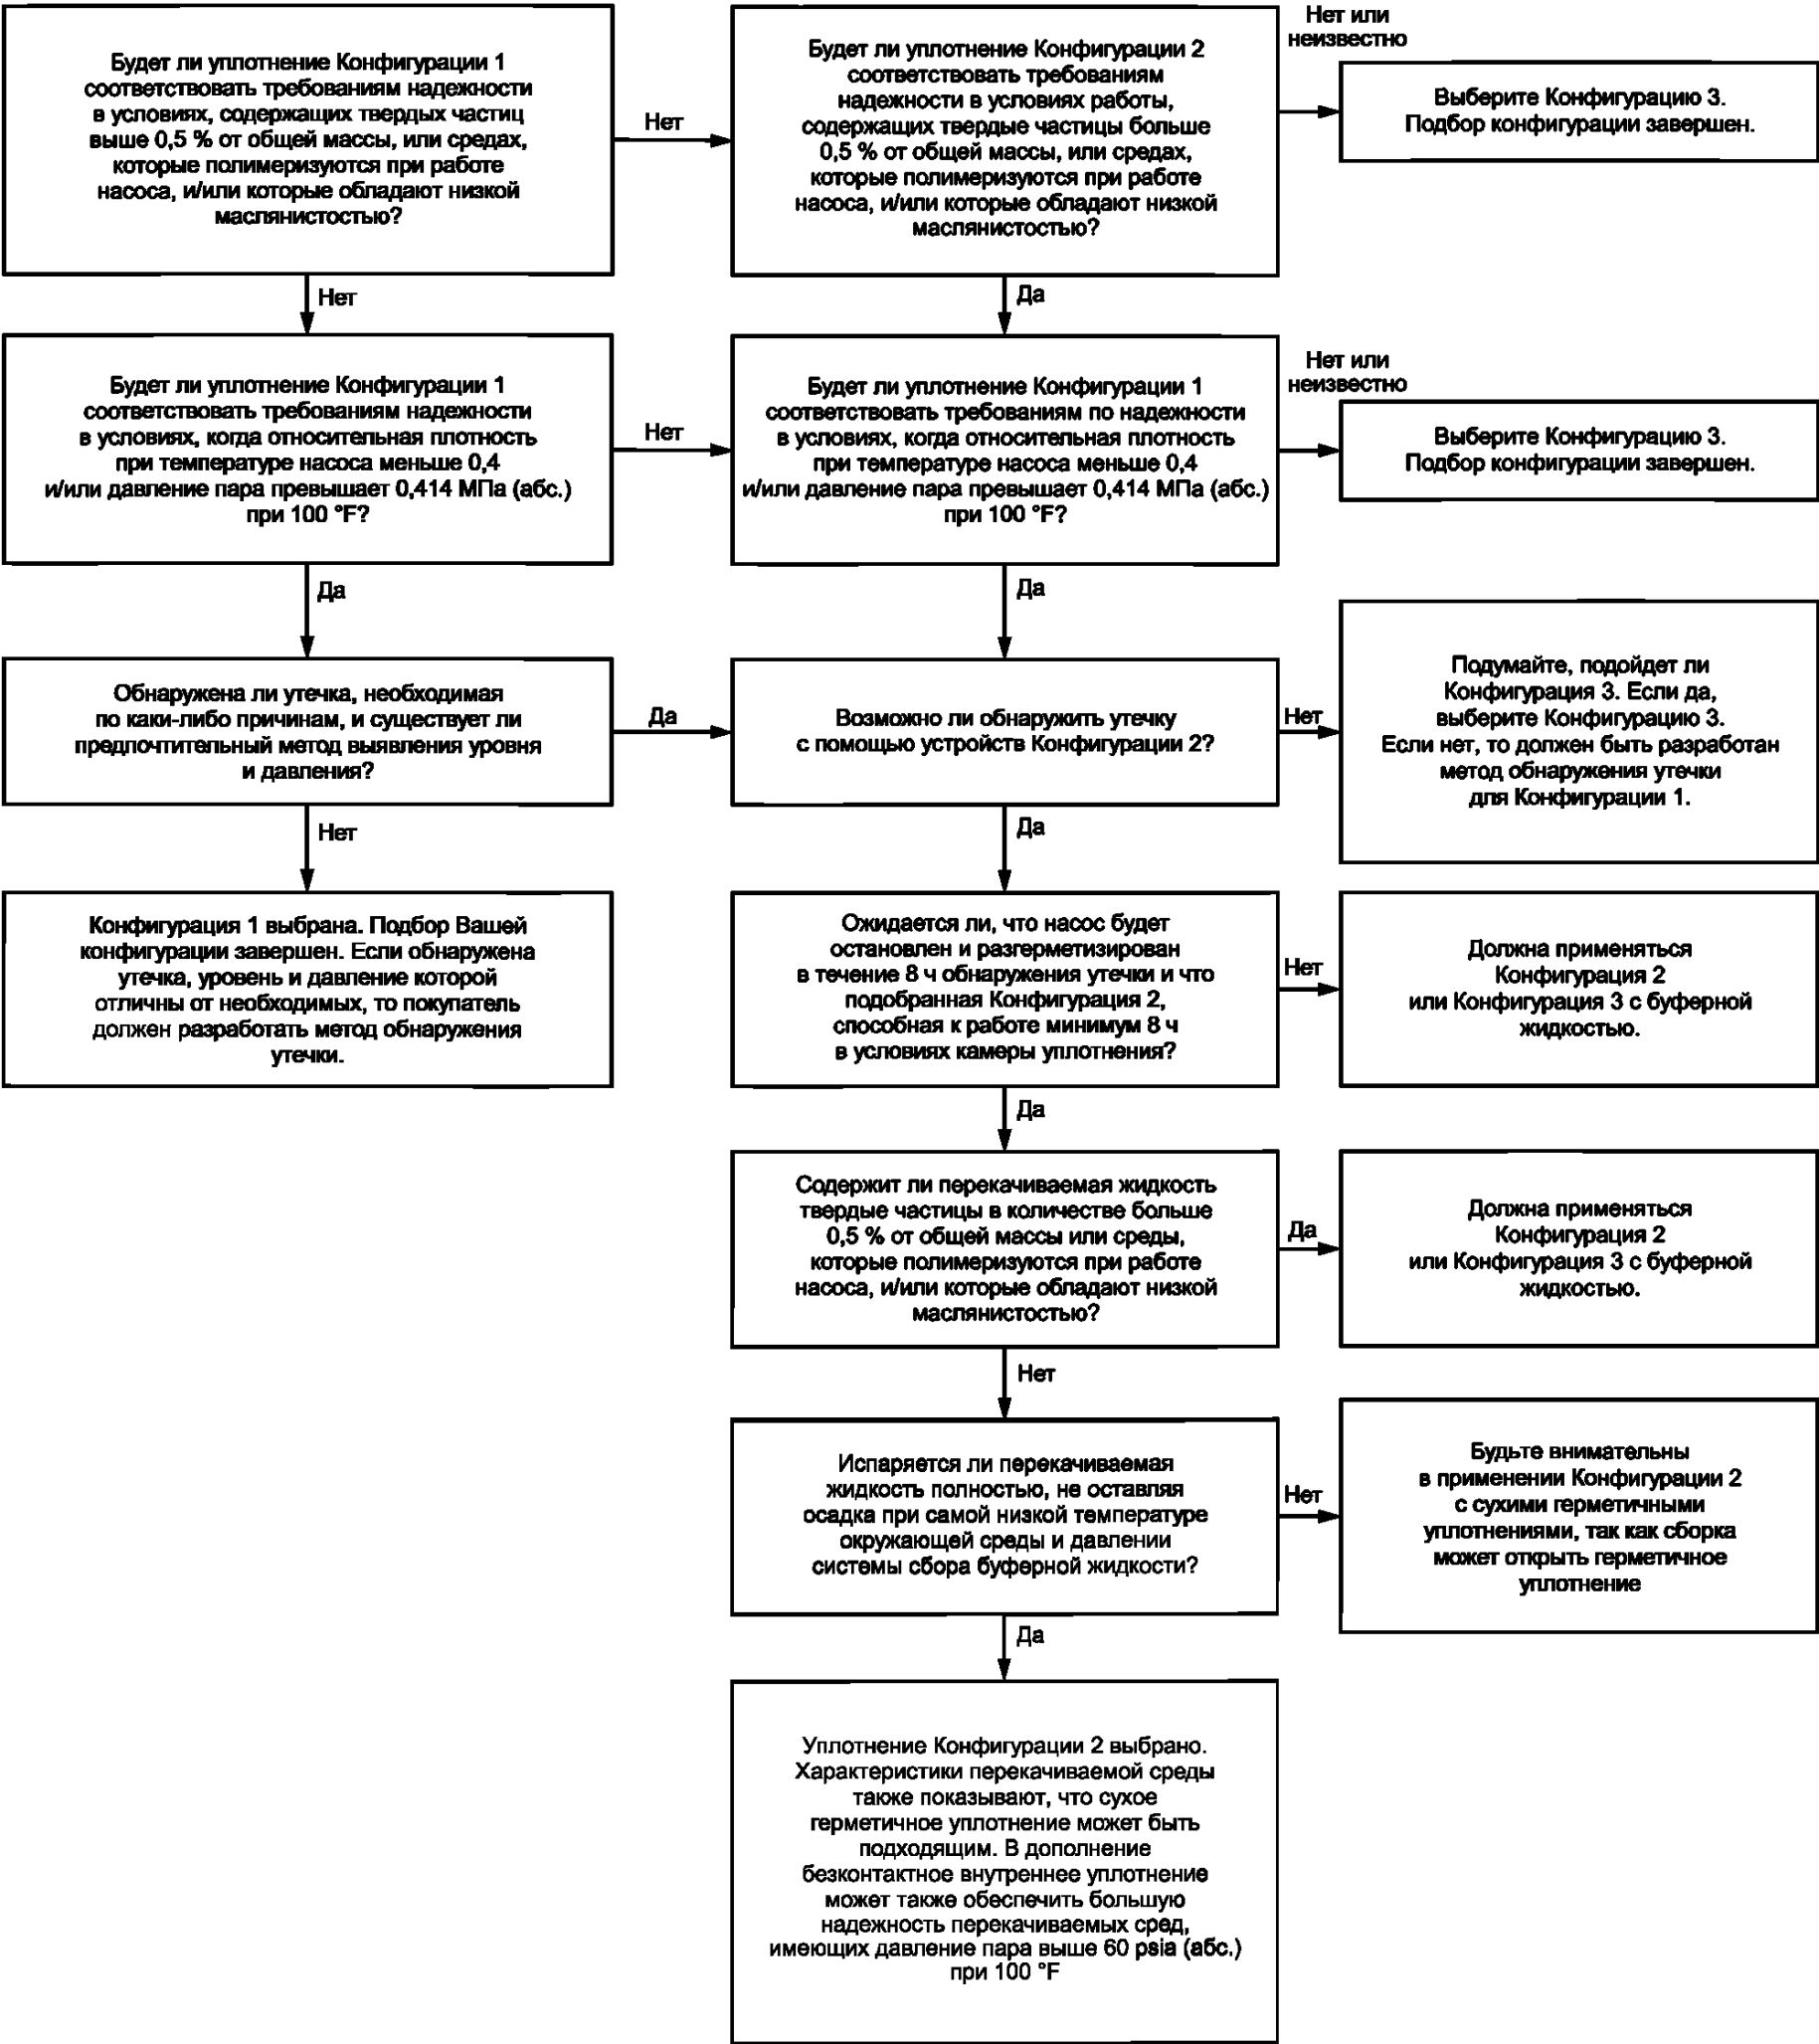 Будет ли уплотнение Конфигурации 1
соответствовать требованиям надежности
в условиях, содержащих твердых частиц
выше 0,5 % от общей массы, или средах,
которые полимеризуются при работе
насоса, и/или которые обладают низкой
маслянистостью?
Нет
Будет ли уплотнение Конфигурации 2
соответствовать требованиям
надежности в условиях работы,
содержащих твердые частицы больше
0,5 % от общей массы, или средах,
которые полимеризуются при работе
насоса, и/или которые обладают низкой
маслянистостью?
Нет или
неизвестно
Выберите Конфигурацию 3.
Подбор конфигурации завершен.
Нет
Да
Будет ли уплотнение Конфигурации 1
соответствовать требованиям надежности
в условиях, когда относительная плотность
при температуре насоса меньше 0,4
и/или давление пара превышает 0,414 МПа (абс.)
при 100 °F?
Нет
Будет ли уплотнение Конфигурации 1
соответствовать требованиям по надежности
в условиях, когда относительная плотность
при температуре насоса меньше 0,4
и/или давление пара превышает 0,414 МПа (абс.)
при 100 °F?
Нет или
неизвестно
Выберите Конфигурацию 3.
Подбор конфигурации завершен.
Да
Да
Обнаружена ли утечка, необходимая
по каки-либо причинам, и существует ли
предпочтительный метод выявления уровня
и давления?
Да
Возможно ли обнаружить утечку
с помощью устройств Конфигурации 2?
Нет
Подумайте, подойдет ли
Конфигурация 3. Если да,
выберите Конфигурацию 3.
Если нет, то должен быть разработан
метод обнаружения утечки
для Конфигурации 1.
Нет
Да
Конфигурация 1 выбрана. Подбор Вашей
конфигурации завершен. Если обнаружена
утечка, уровень и давление которой
отличны от необходимых, то покупатель
должен разработать метод обнаружения
утечки.
Ожидается ли, что насос будет
остановлен и разгерметизирован
в течение 8 ч обнаружения утечки и что
подобранная Конфигурация 2,
способная к работе минимум 8 ч
в условиях камеры уплотнения?
Нет
Должна применяться
Конфигурация 2
или Конфигурация 3 с буферной
жидкостью.
Да
Содержит ли перекачиваемая жидкость
твердые частицы в количестве больше
0,5 % от общей массы или среды,
которые полимеризуются при работе
насоса, и/или которые обладают низкой
маслянистостью?
Да
Должна применяться
Конфигурация 2
или Конфигурация 3 с буферной
жидкостью.
Нет
Испаряется ли перекачиваемая
жидкость полностью, не оставляя
осадка при самой низкой температуре
окружающей среды и давлении
системы сбора буферной жидкости?
Нет
Будьте внимательны
в применении Конфигурации 2
с сухими герметичными
уплотнениями, так как сборка
может открыть герметичное
уплотнение
Да
Уплотнение Конфигурации 2 выбрано.
Характеристики перекачиваемой среды
также показывают, что сухое
герметичное уплотнение может быть
подходящим. В дополнение
безконтактное внутреннее уплотнение
может также обеспечить большую
надежность перекачиваемых сред,
имеющих давление пара выше 60 psia (абс.)
при 100 °F